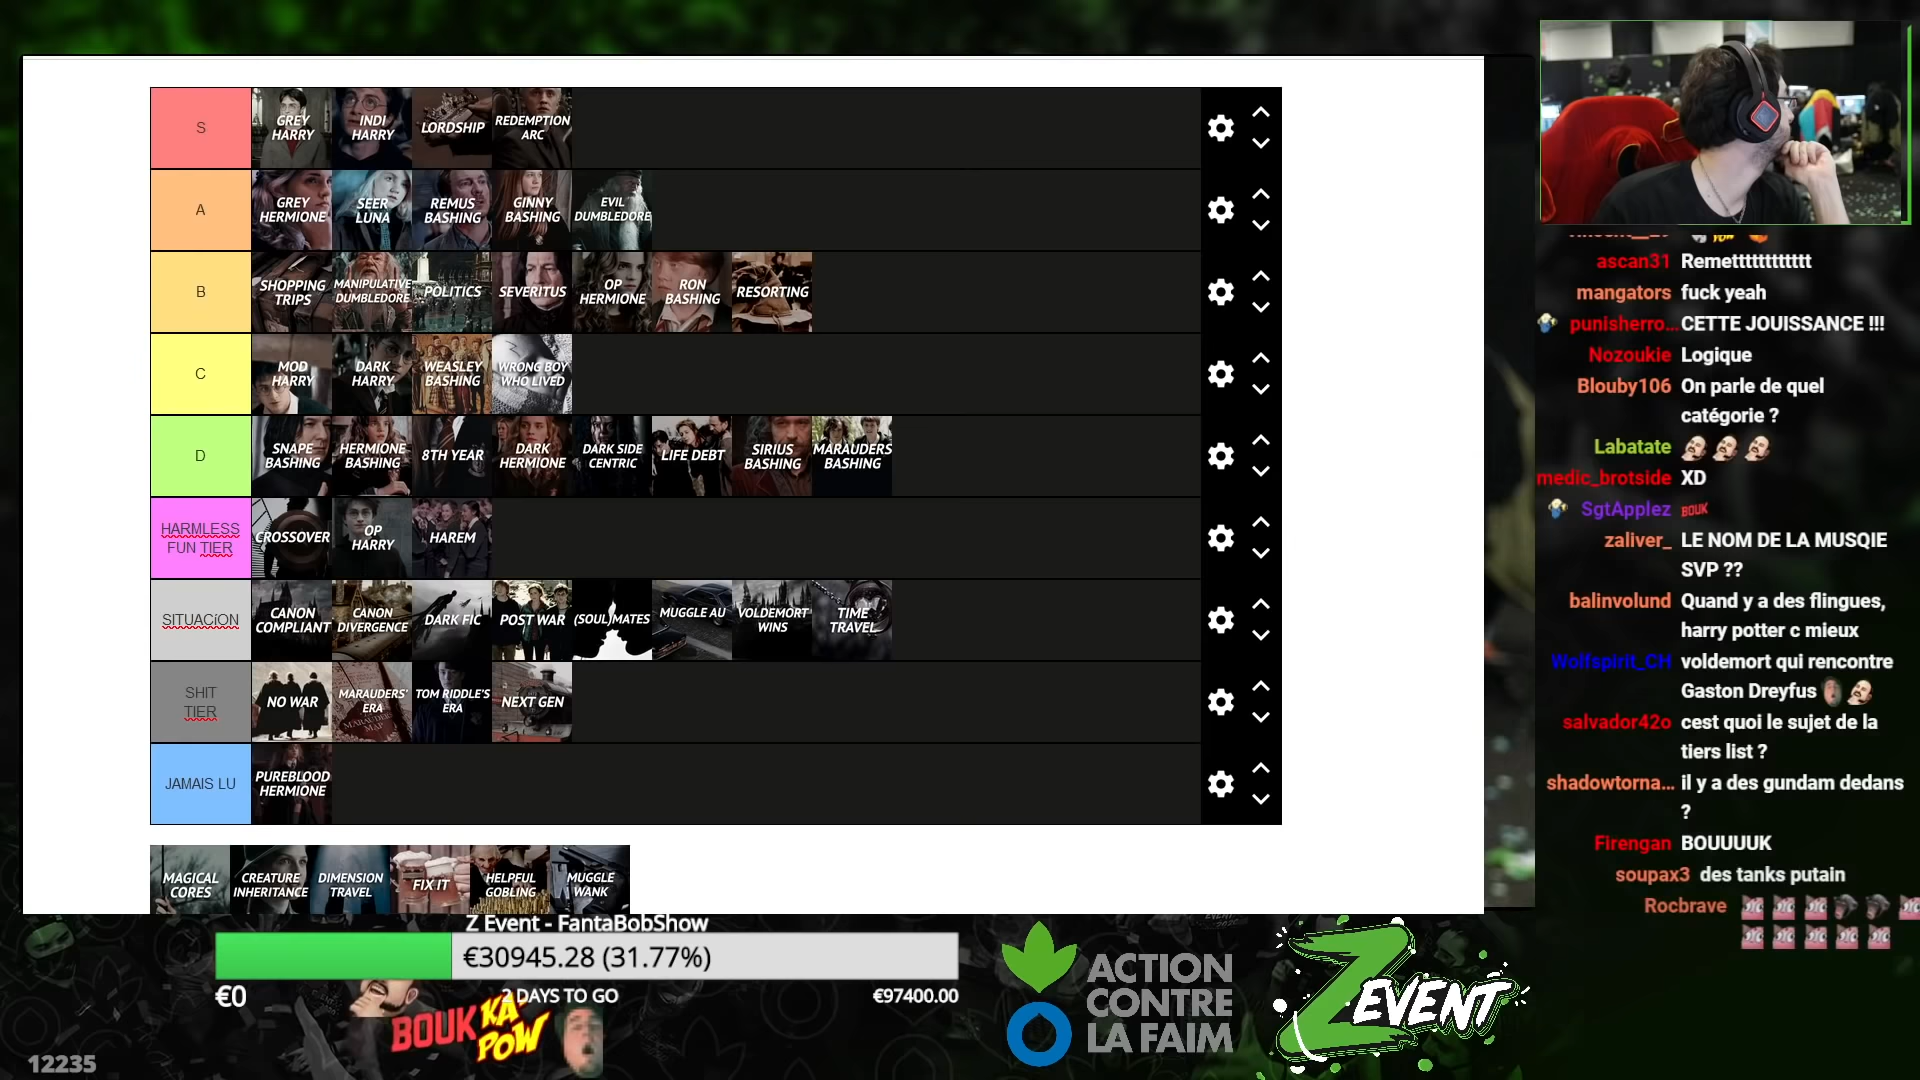 S
GREY
HARRY
INDI
HARRY
LORDSHIP
REDEMPTION
ARC
A
GREY
HERMIONE
SEER
LUNA
REMUS
BASHING
GINNY
BASHING
EVIL
DUMBLEDORE
B
SHOPPING
TRIPS
MANIPULATIVE
DUMBLEDORE
POLITICS
SEVERITUS
OP
HERMIONE
RON
BASHING
RESORTING
C
MOD
HARRY
DARK
HARRY
WEASLEY
BASHING
WRONG BOY
WHO LIVED
D
SNAPE
BASHING
HERMIONE
BASHING
8TH YEAR
DARK
HERMIONE
DARK SIDE
CENTRIC
LIFE DEBT
SIRIUS
BASHING
MARAUDERS
BASHING
HARMLESS
FUN TIER
CROSSOVER
OP
HARRY
HAREM
SITUACíON
CANON
COMPLIANT
CANON
DIVERGENCE
DARK FIC
POST WAR
(SOUL)MATES
MUGGLE AU
VOLDEMORT
WINS
TIME
TRAVEL
SHIT
TIER
NO WAR
MARAUDERS'
ERA
TOM RIDDLE'S
ERA
NEXT GEN
JAMAIS LU
PUREBLOOD
HERMIONE
MAGICAL
CORES
CREATURE
INHERITANCE
DIMENSION
TRAVEL
FIX IT
HELPFUL
GOBLING
MUGGLE
WANK
ascan31 Remettttttttttttt
mangators fuck yeah
punisherro... CETTE JOUISSANCE !!!
Nozoukie Logique
Blouby106 On parle de quel
catégorie ?
Labatate
medic_brotside XD
SgtApplez BOUK
zaliver_ LE NOM DE LA MUSQIE
SVP ??
balinvolund Quand y a des flingues,
harry potter c mieux
Wolfspirit_CH voldemort qui rencontre
Gaston Dreyfus
salvador42o cest quoi le sujet de la
tiers list ?
shadowtorna... il y a des gundam dedans
?
Firengan BOUUUUK
soupax3 des tanks putain
Rocbrave
Z Event - FantaBobShow
€30945.28 (31.77%)
€0
2 DAYS TO GO
€97400.00
BOUK KA
POW
12235
ACTION
CONTRE
LA FAIM
ZEVENT